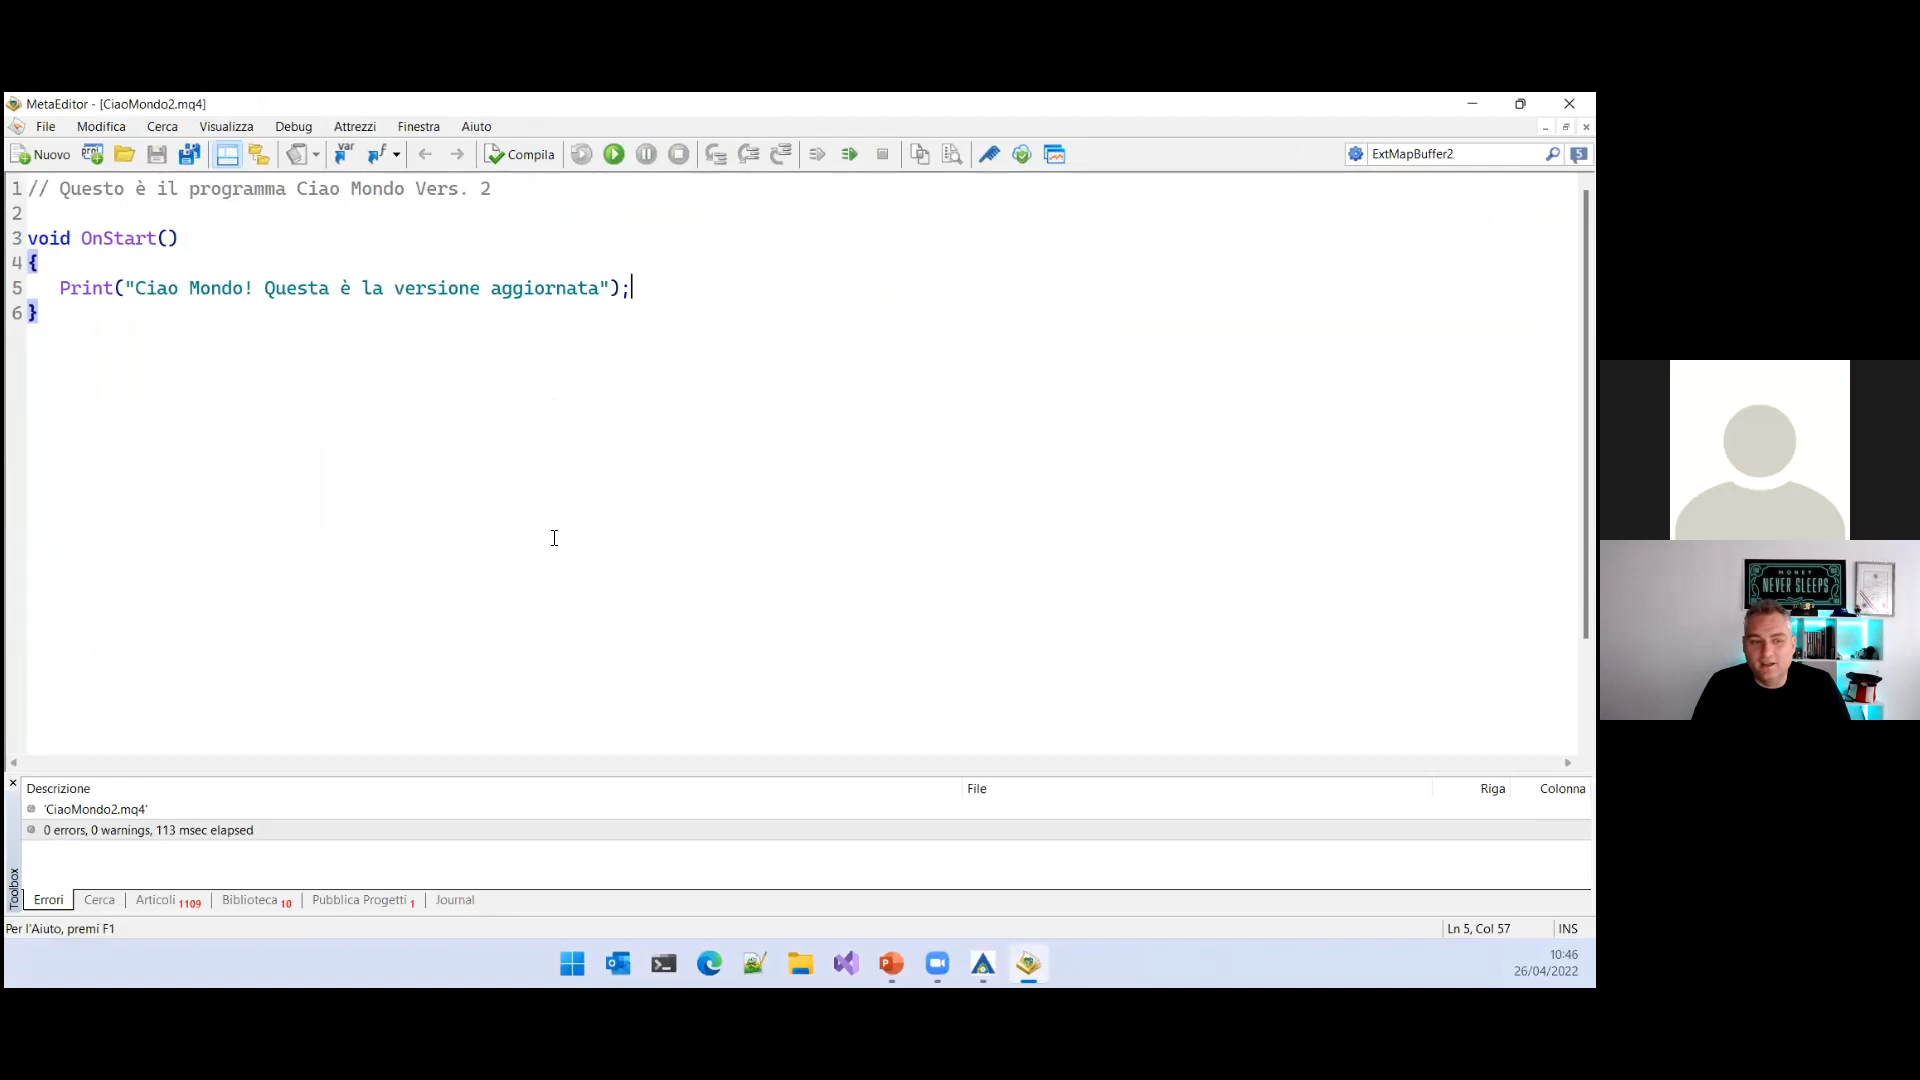 MetaEditor - [CiaoMondo2.mq4]
File Modifica Cerca Visualizza Debug Attrezzi Finestra Aiuto
Nuovo Compila ExtMapBuffer2 5
1 // Questo è il programma Ciao Mondo Vers. 2
2
3 void OnStart()
4 {
5 Print("Ciao Mondo! Questa è la versione aggiornata");
6 }
MONEY
NEVER SLEEPS
Descrizione File Riga Colonna
'CiaoMondo2.mq4'
0 errors, 0 warnings, 113 msec elapsed
Toolbox
Errori Cerca Articoli 1109 Biblioteca 10 Pubblica Progetti 1 Journal
Per l'Aiuto, premi F1 Ln 5, Col 57 INS
10:46
26/04/2022